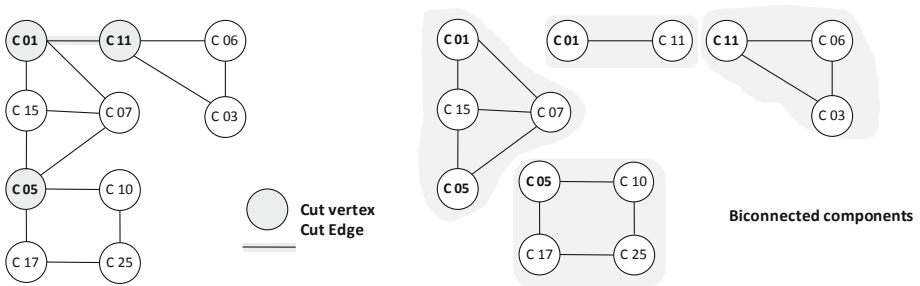 C 01
C 11
C 06
C 15
C 07
C 03
C 05
C 10
C 17
C 25
Cut vertex
Cut Edge
C 01
C 15
C 07
C 05
C 01
C 11
C 11
C 06
C 03
C 05
C 10
C 17
C 25
Biconnected components